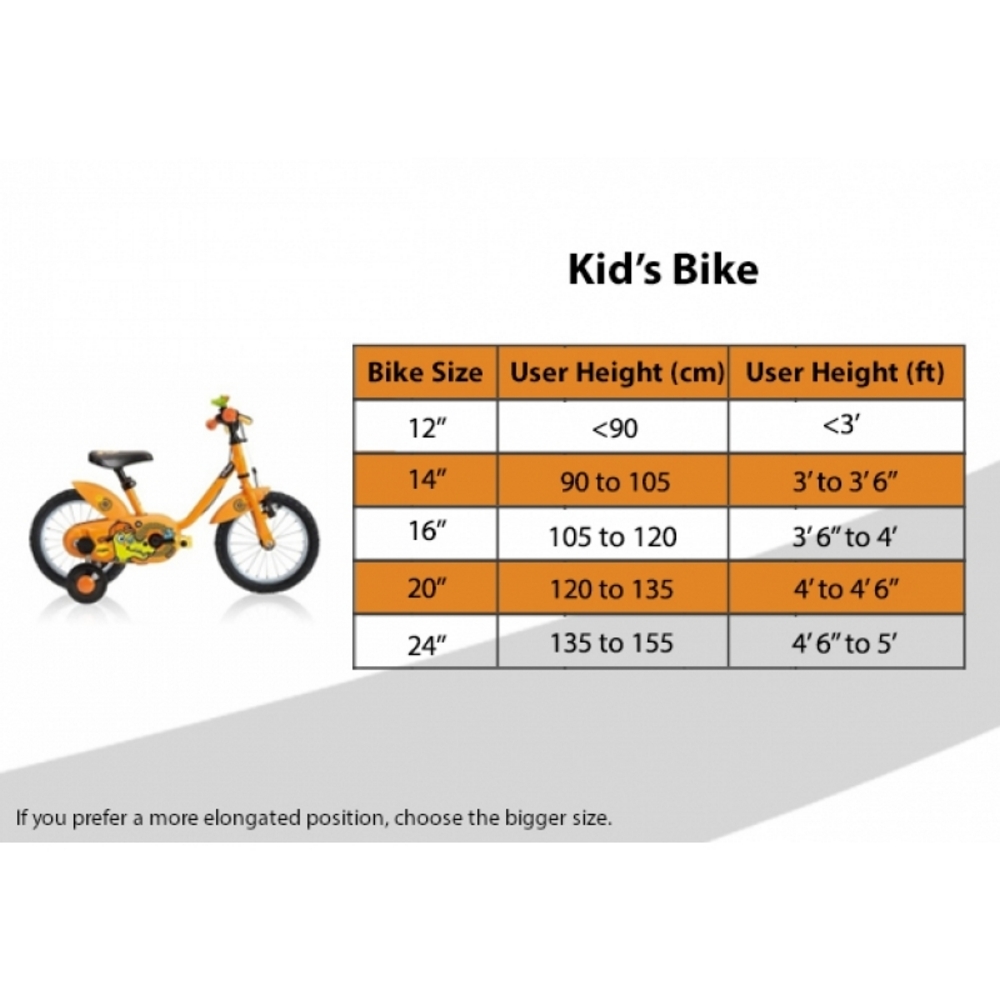 Kid’s Bike
Bike Size User Height (cm) User Height (ft)
12” <90 <3’
14” 90 to 105 3’ to 3’ 6”
16” 105 to 120 3’ 6” to 4’
20” 120 to 135 4’ to 4’ 6”
24” 135 to 155 4’ 6” to 5’
If you prefer a more elongated position, choose the bigger size.